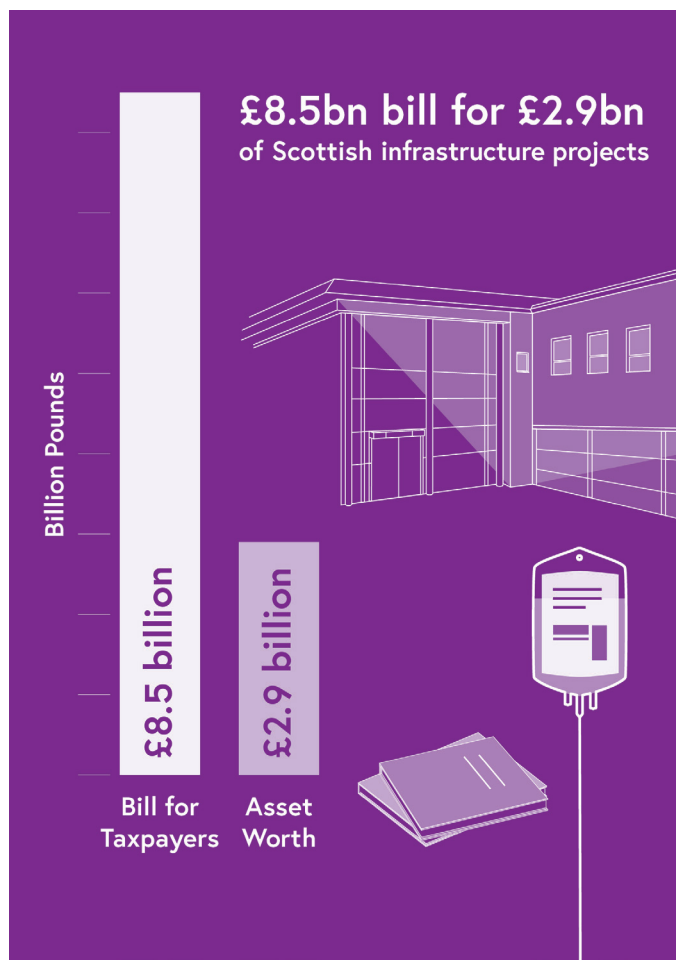 £8.5bn bill for £2.9bn
of Scottish infrastructure projects
Billion Pounds
£8.5 billion
£2.9 billion
Bill for
Taxpayers
Asset
Worth